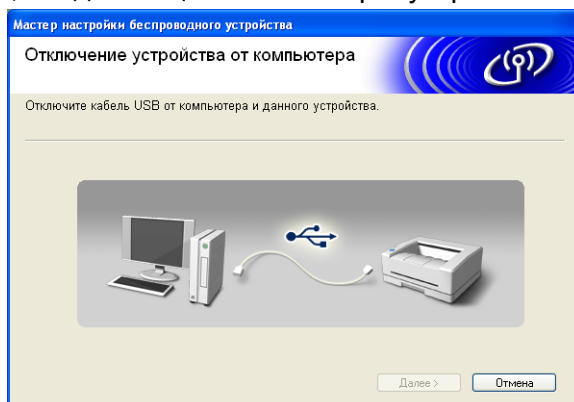 Мастер настройки беспроводного устройства
Отключение устройства от компьютера
Отключите кабель USB от компьютера и данного устройства.
Далее >
Отмена